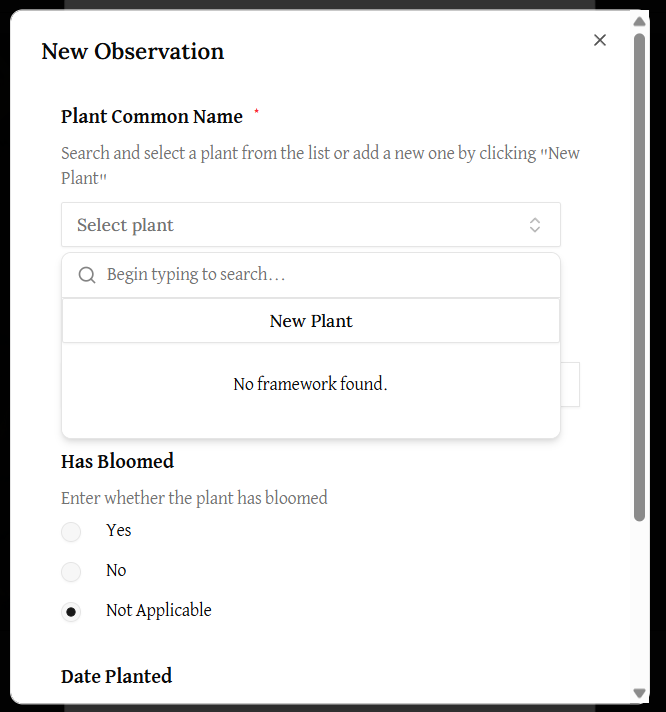 New Observation
Plant Common Name *
Search and select a plant from the list or add a new one by clicking "New
Plant"
Select plant
Begin typing to search...
New Plant
No framework found.
Has Bloomed
Enter whether the plant has bloomed
Yes
No
Not Applicable
Date Planted